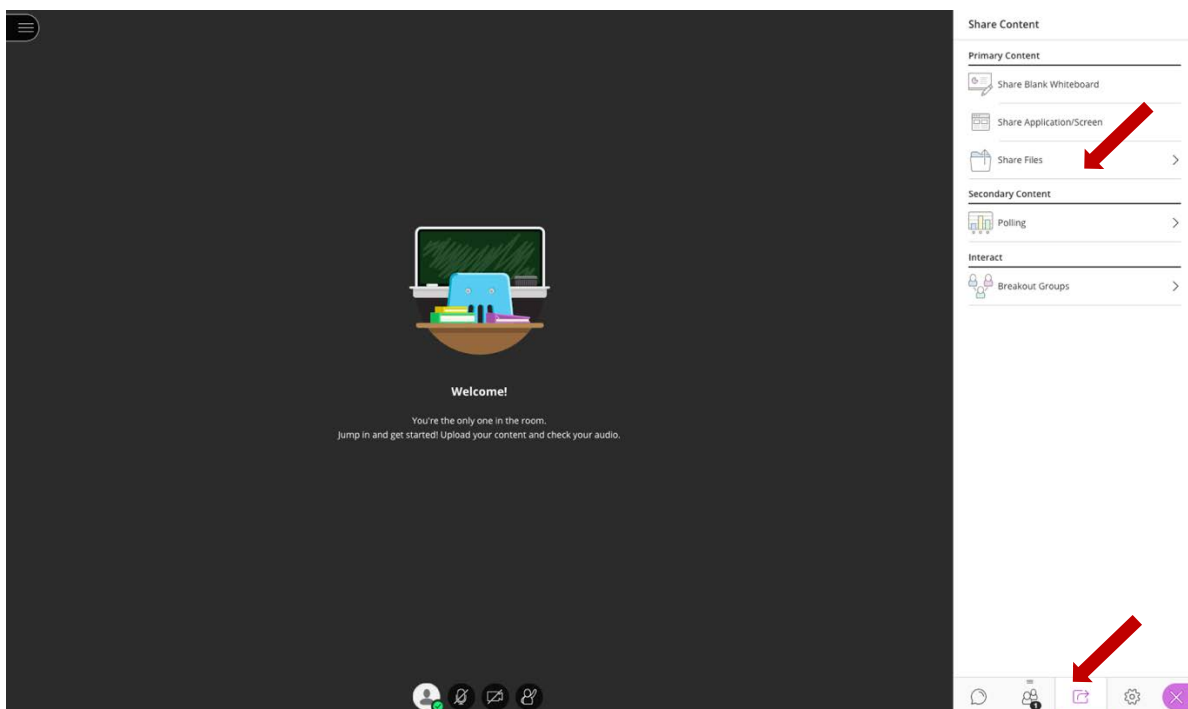 Share Content
Primary Content
Share Blank Whiteboard
Share Application/Screen
Share Files
Secondary Content
Polling
Interact
Breakout Groups
Welcome!
You're the only one in the room.
Jump in and get started! Upload your content and check your audio.
1